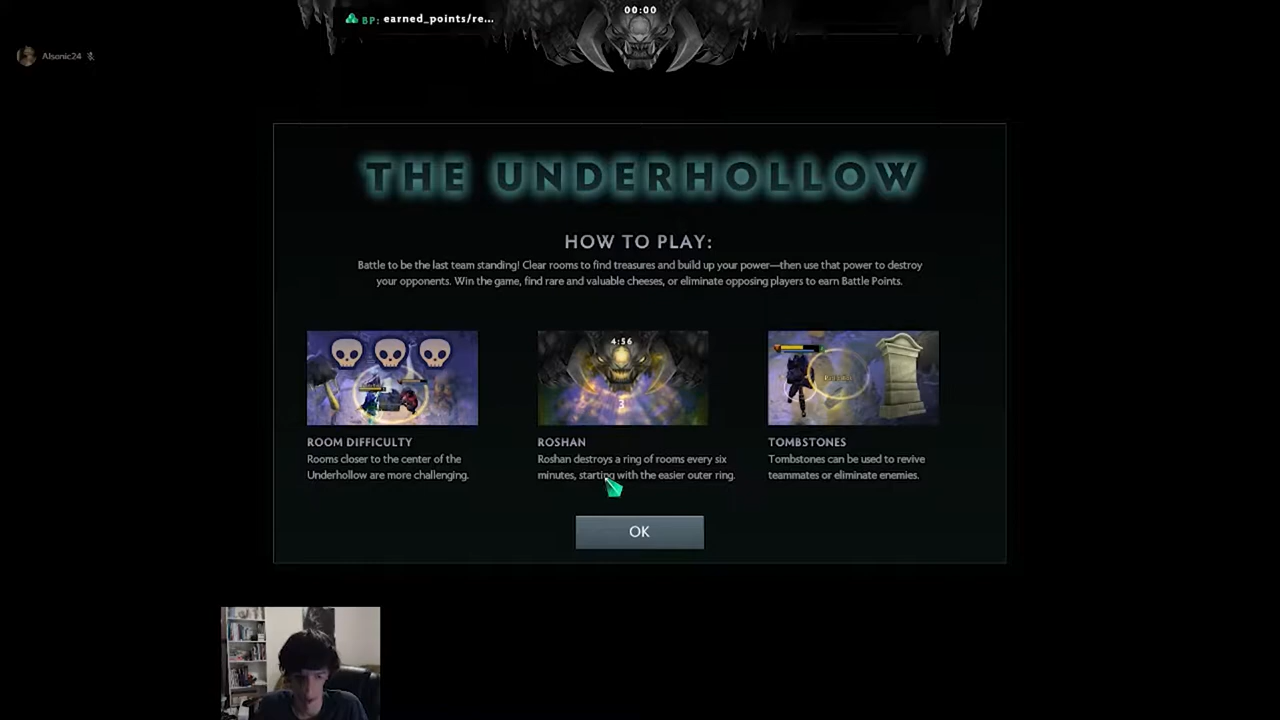 00:00
BP: earned_points/re...
Alsonic24
THE UNDERHOLLOW
HOW TO PLAY:
Battle to be the last team standing! Clear rooms to find treasures and build up your power—then use that power to destroy
your opponents. Win the game, find rare and valuable cheeses, or eliminate opposing players to earn Battle Points.
4:56
3
ROOM DIFFICULTY
Rooms closer to the center of the
Underhollow are more challenging.
ROSHAN
Roshan destroys a ring of rooms every six
minutes, starting with the easier outer ring.
TOMBSTONES
Tombstones can be used to revive
teammates or eliminate enemies.
OK